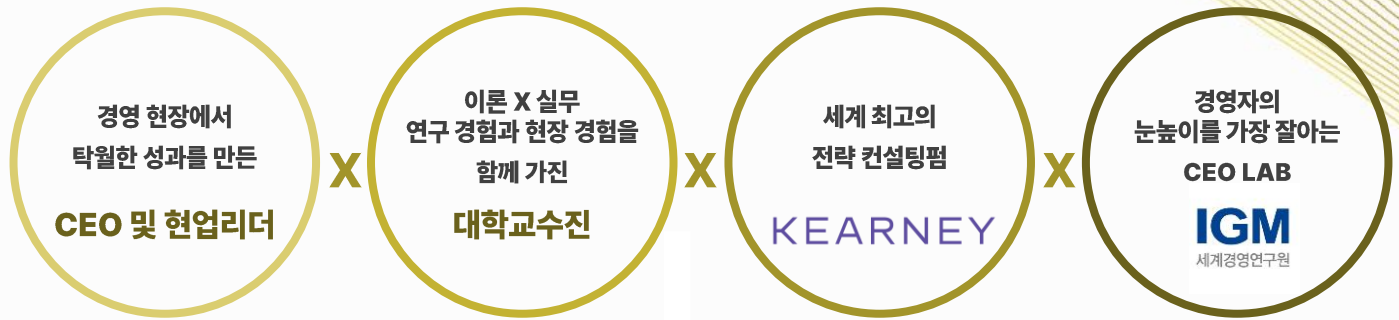 경영 현장에서
탁월한 성과를 만든
CEO 및 현업리더
X
이론 X 실무
연구 경험과 현장 경험을
함께 가진
대학교수진
X
세계 최고의
전략 컨설팅펌
KEARNEY
X
경영자의
눈높이를 가장 잘아는
CEO LAB
IGM
세계경영연구원